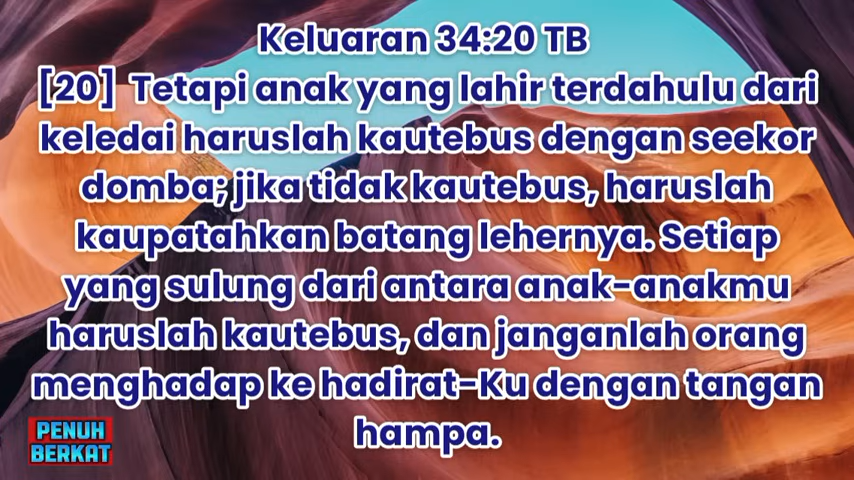 Keluaran 34:20 TB
[20] Tetapi anak yang lahir terdahulu dari
keledai haruslah kautebus dengan seekor
domba; jika tidak kautebus, haruslah
kaupatahkan batang lehernya. Setiap
yang sulung dari antara anak-anakmu
haruslah kautebus, dan janganlah orang
menghadap ke hadirat-Ku dengan tangan
hampa.
PENUH
BERKAT